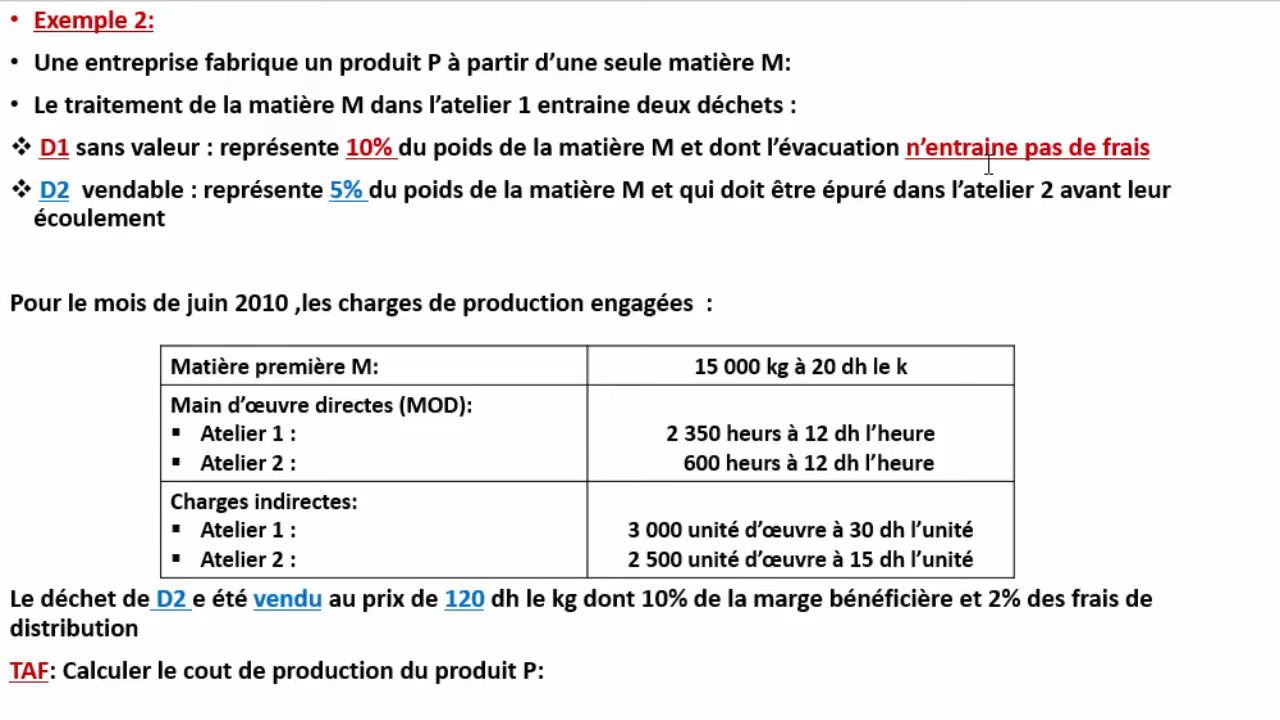 • Exemple 2:
• Une entreprise fabrique un produit P à partir d’une seule matière M:
• Le traitement de la matière M dans l’atelier 1 entraine deux déchets :
❖ D1 sans valeur : représente 10% du poids de la matière M et dont l’évacuation n’entraine pas de frais
❖ D2 vendable : représente 5% du poids de la matière M et qui doit être épuré dans l’atelier 2 avant leur
écoulement
Pour le mois de juin 2010 ,les charges de production engagées :
Matière première M: 15 000 kg à 20 dh le k
Main d’œuvre directes (MOD):
▪ Atelier 1 : 2 350 heurs à 12 dh l’heure
▪ Atelier 2 : 600 heurs à 12 dh l’heure
Charges indirectes:
▪ Atelier 1 : 3 000 unité d’œuvre à 30 dh l’unité
▪ Atelier 2 : 2 500 unité d’œuvre à 15 dh l’unité
Le déchet de D2 e été vendu au prix de 120 dh le kg dont 10% de la marge bénéficière et 2% des frais de
distribution
TAF: Calculer le cout de production du produit P: